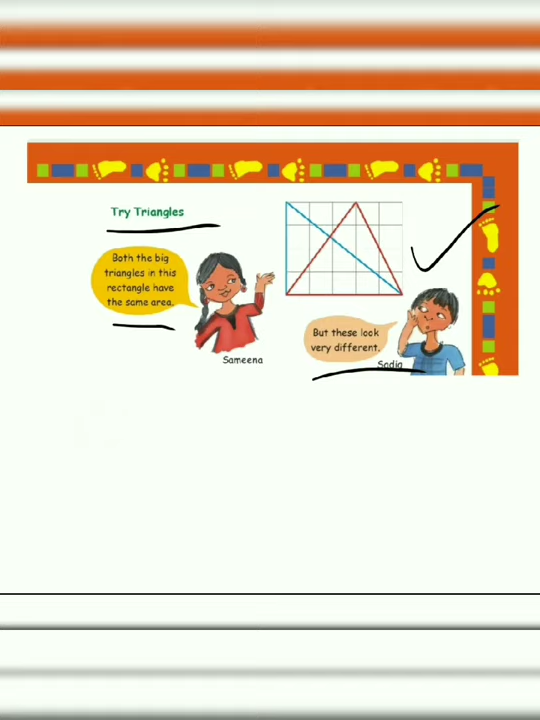 Try Triangles
Both the big
triangles in this
rectangle have
the same area.
Sameena
But these look
very different.
Sadiq